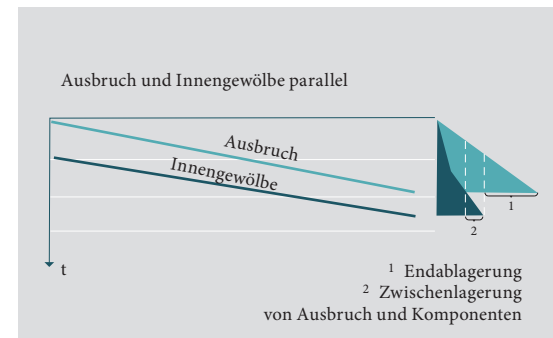 Ausbruch und Innengewölbe parallel
Ausbruch
Innengewölbe
1
2
t
1 Endablagerung
2 Zwischenlagerung
von Ausbruch und Komponenten